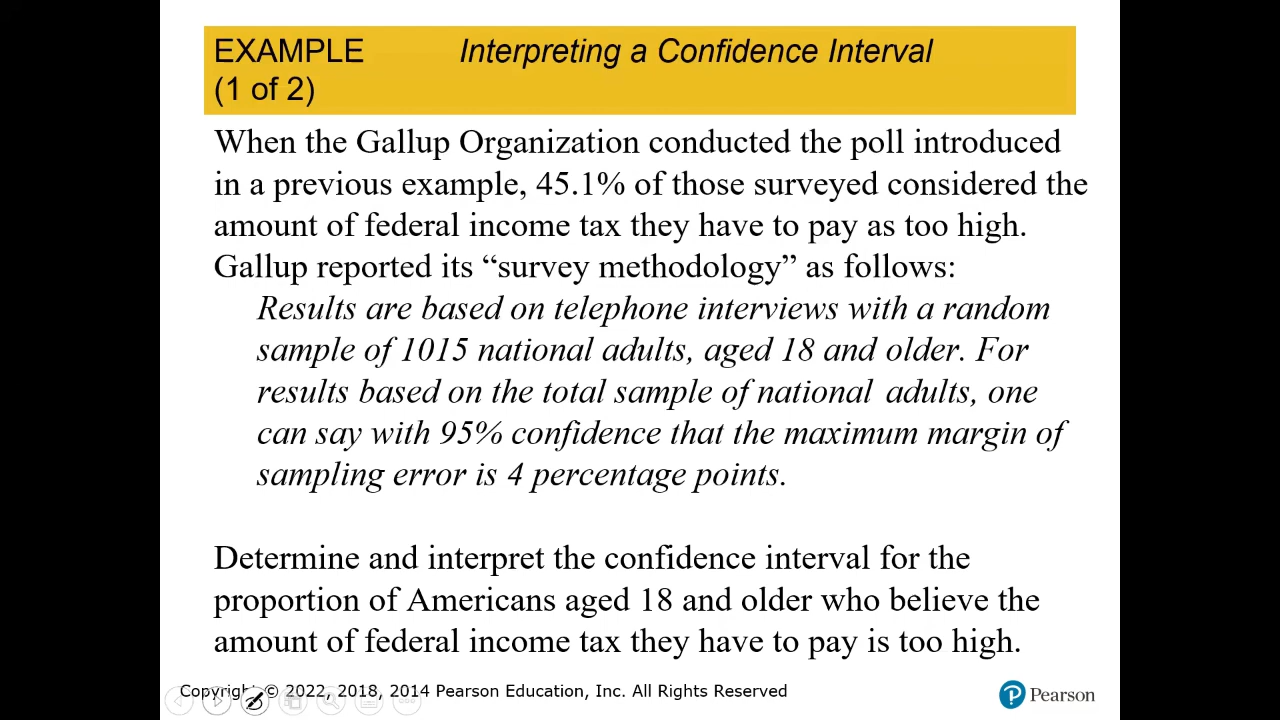 EXAMPLE Interpreting a Confidence Interval
(1 of 2)
When the Gallup Organization conducted the poll introduced
in a previous example, 45.1% of those surveyed considered the
amount of federal income tax they have to pay as too high.
Gallup reported its “survey methodology” as follows:
Results are based on telephone interviews with a random
sample of 1015 national adults, aged 18 and older. For
results based on the total sample of national adults, one
can say with 95% confidence that the maximum margin of
sampling error is 4 percentage points.
Determine and interpret the confidence interval for the
proportion of Americans aged 18 and older who believe the
amount of federal income tax they have to pay is too high.
Copyright © 2022, 2018, 2014 Pearson Education, Inc. All Rights Reserved
P Pearson